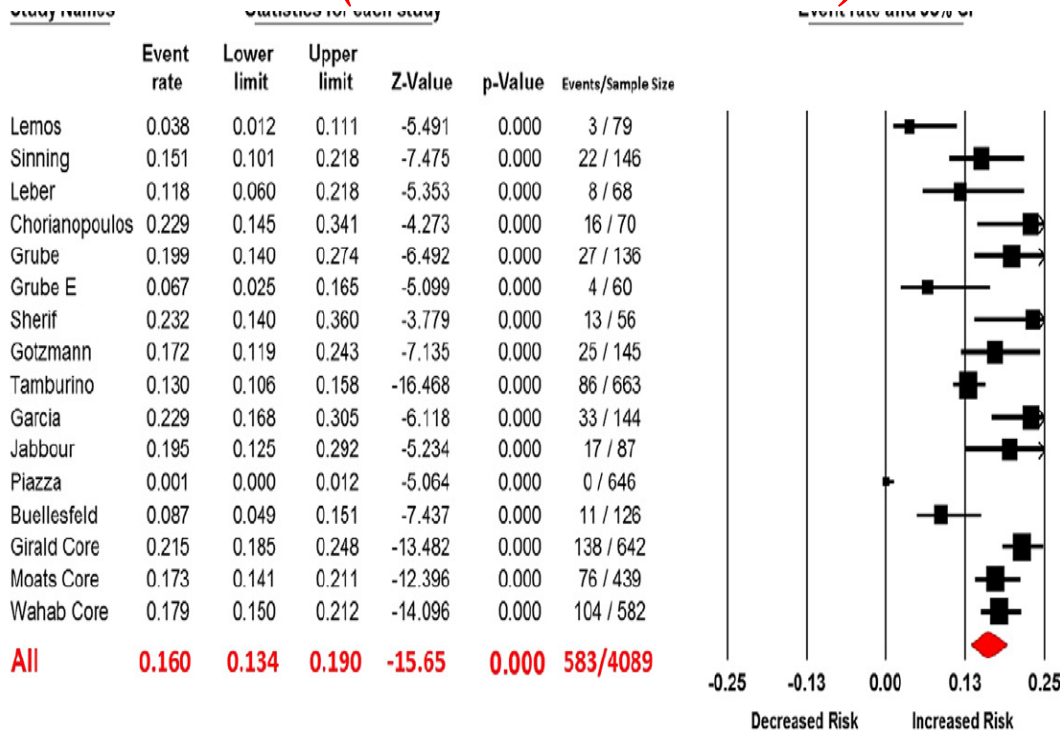 Study Names Statistics for each study Event rate and 95% CI
Event rate Lower limit Upper limit Z-Value p-Value Events/Sample Size
Lemos 0.038 0.012 0.111 -5.491 0.000 3 / 79
Sinning 0.151 0.101 0.218 -7.475 0.000 22 / 146
Leber 0.118 0.060 0.218 -5.353 0.000 8 / 68
Chorianopoulos 0.229 0.145 0.341 -4.273 0.000 16 / 70
Grube 0.199 0.140 0.274 -6.492 0.000 27 / 136
Grube E 0.067 0.025 0.165 -5.099 0.000 4 / 60
Sherif 0.232 0.140 0.360 -3.779 0.000 13 / 56
Gotzmann 0.172 0.119 0.243 -7.135 0.000 25 / 145
Tamburino 0.130 0.106 0.158 -16.468 0.000 86 / 663
Garcia 0.229 0.168 0.305 -6.118 0.000 33 / 144
Jabbour 0.195 0.125 0.292 -5.234 0.000 17 / 87
Piazza 0.001 0.000 0.012 -5.064 0.000 0 / 646
Buellesfeld 0.087 0.049 0.151 -7.437 0.000 11 / 126
Girald Core 0.215 0.185 0.248 -13.482 0.000 138 / 642
Moats Core 0.173 0.141 0.211 -12.396 0.000 76 / 439
Wahab Core 0.179 0.150 0.212 -14.096 0.000 104 / 582
All 0.160 0.134 0.190 -15.65 0.000 583/4089
-0.25 -0.13 0.00 0.13 0.25
Decreased Risk Increased Risk